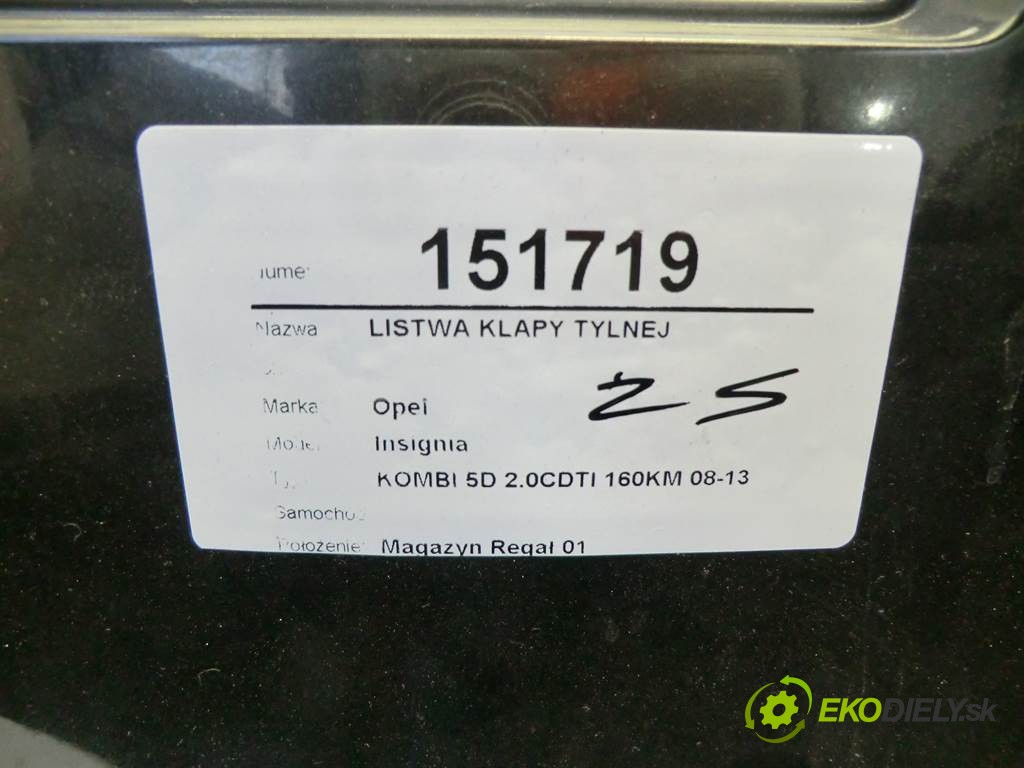 151719
Nazwa LISTWA KLAPY TYLNEJ
Marka Opel
Insignia
KOMBI 5D 2.0CDTI 160KM 08-13
Położenie Magazyn Regał 01
EKODIELY.sk